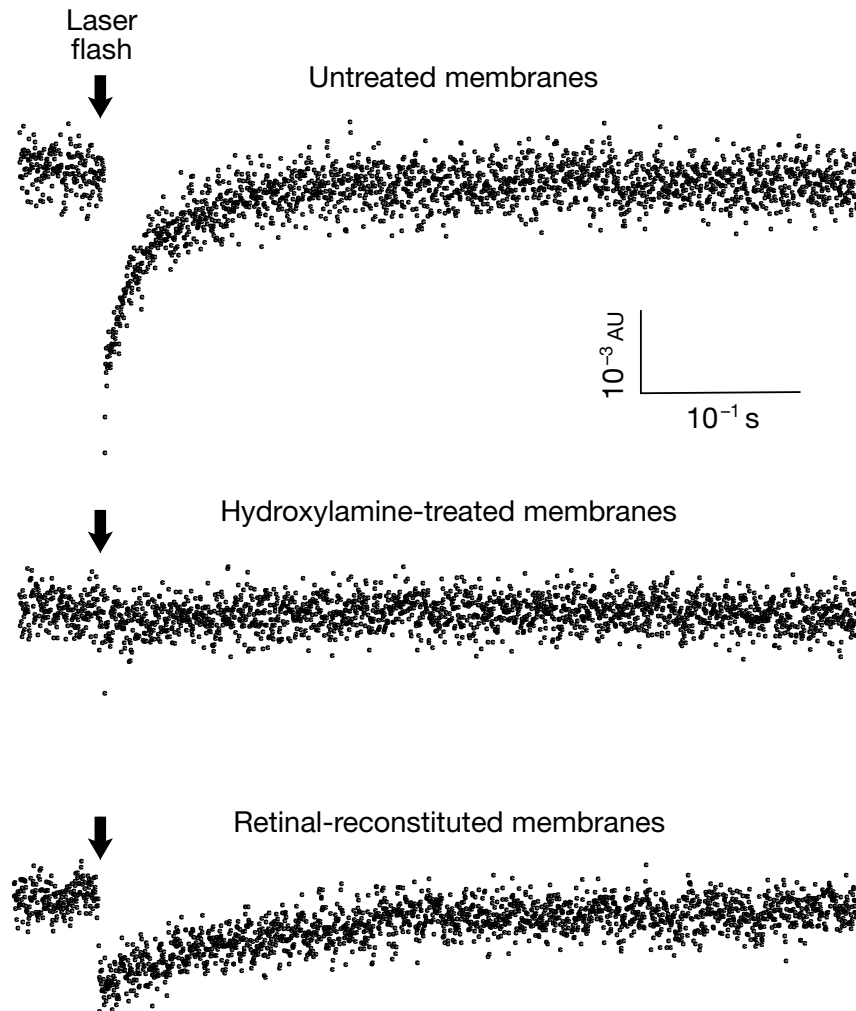 Laser
flash
Untreated membranes
10⁻³ AU
10⁻¹ s
Hydroxylamine-treated membranes
Retinal-reconstituted membranes